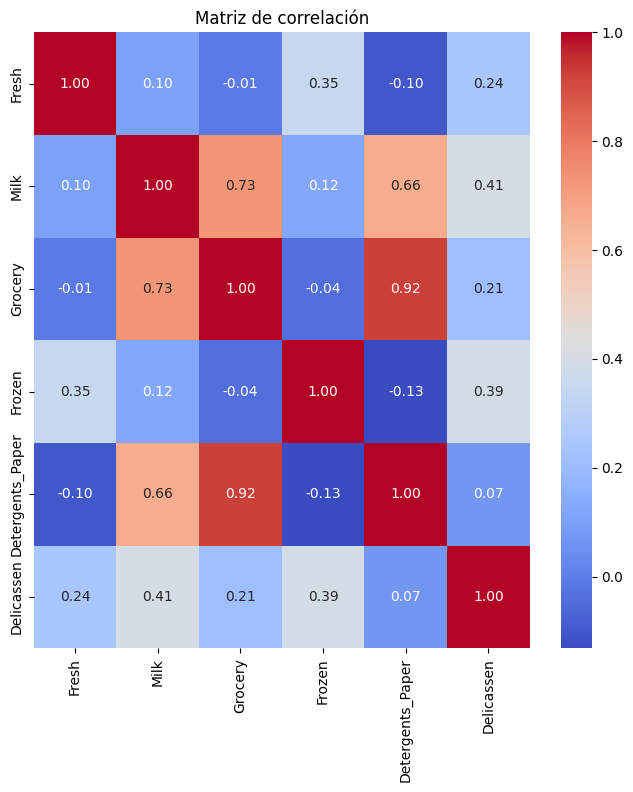 Matriz de correlación
Fresh 1.00 0.10 -0.01 0.35 -0.10 0.24
Milk 0.10 1.00 0.73 0.12 0.66 0.41
Grocery -0.01 0.73 1.00 -0.04 0.92 0.21
Frozen 0.35 0.12 -0.04 1.00 -0.13 0.39
Detergents_Paper -0.10 0.66 0.92 -0.13 1.00 0.07
Delicassen 0.24 0.41 0.21 0.39 0.07 1.00
Fresh Milk Grocery Frozen Detergents_Paper Delicassen
1.0
0.8
0.6
0.4
0.2
0.0